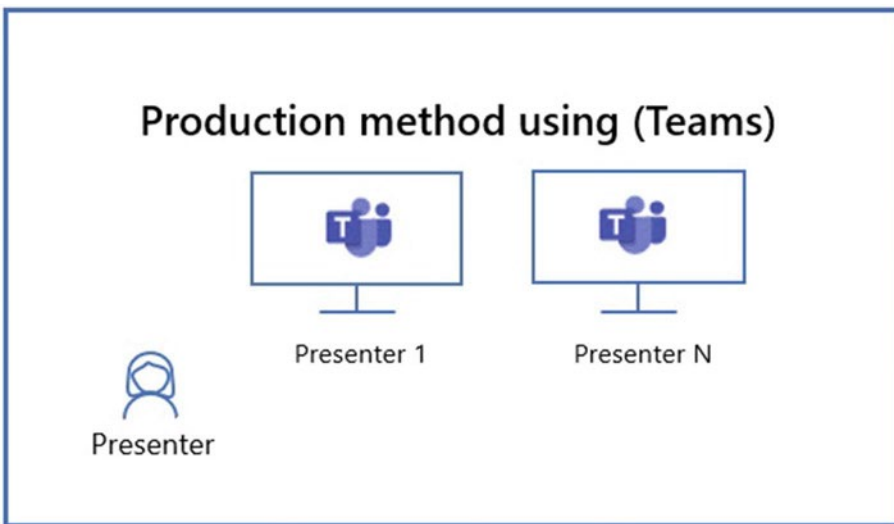 Production method using (Teams)
T
T
Presenter 1
Presenter N
Presenter